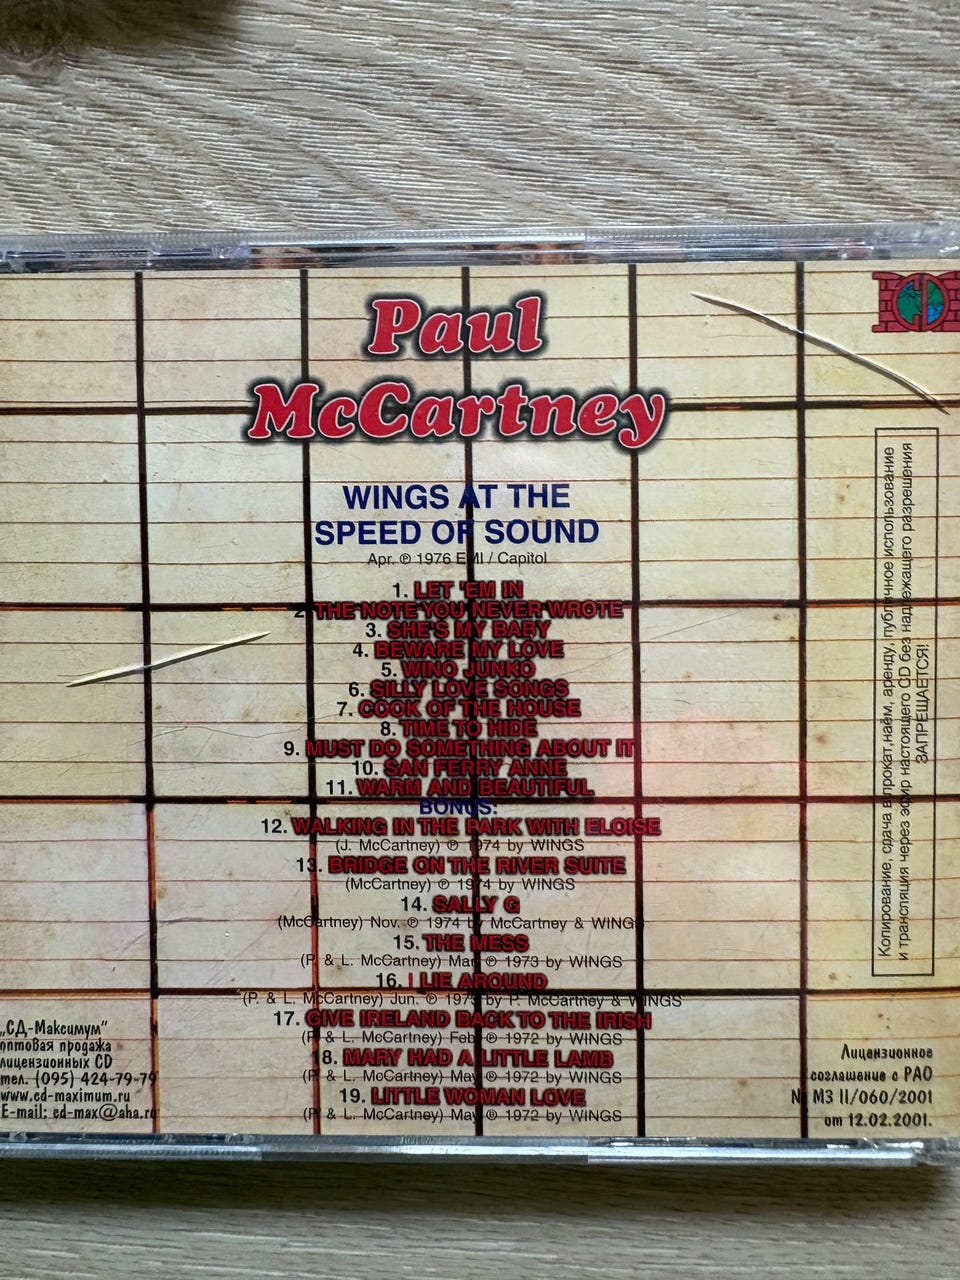 Paul
McCartney
WINGS AT THE
SPEED OF SOUND
Apr. ℗ 1976 EMI / Capitol
1. LET 'EM IN
2. THE NOTE YOU NEVER WROTE
3. SHE'S MY BABY
4. BEWARE MY LOVE
5. WINO JUNKO
6. SILLY LOVE SONGS
7. COOK OF THE HOUSE
8. TIME TO HIDE
9. MUST DO SOMETHING ABOUT IT
10. SAN FERRY ANNE
11. WARM AND BEAUTIFUL
BONUS:
12. WALKING IN THE PARK WITH ELOISE
(J. McCartney) ℗ 1974 by WINGS
13. BRIDGE ON THE RIVER SUITE
(McCartney) ℗ 1974 by WINGS
14. SALLY G
(McCartney) Nov. ℗ 1974 by McCartney & WINGS
15. THE MESS
(P. & L. McCartney) Mar. ℗ 1973 by WINGS
16. I LIE AROUND
(P. & L. McCartney) Jun. ℗ 1973 by P. McCartney & WINGS
17. GIVE IRELAND BACK TO THE IRISH
(P. & L. McCartney) Feb. ℗ 1972 by WINGS
18. MARY HAD A LITTLE LAMB
(P. & L. McCartney) May ℗ 1972 by WINGS
19. LITTLE WOMAN LOVE
(P. & L. McCartney) May ℗ 1972 by WINGS
„СД-Максимум"
оптовая продажа
лицензионных CD
тел. (095) 424-79-79
www.cd-maximum.ru
E-mail: cd-max@aha.ru
Копирование, сдача в прокат,наём, аренду, публичное использование
и трансляция через эфир настоящего CD без надлежащего разрешения
ЗАПРЕЩАЕТСЯ!
Лицензионное
соглашение с РАО
N МЗ II/060/2001
от 12.02.2001.
CD